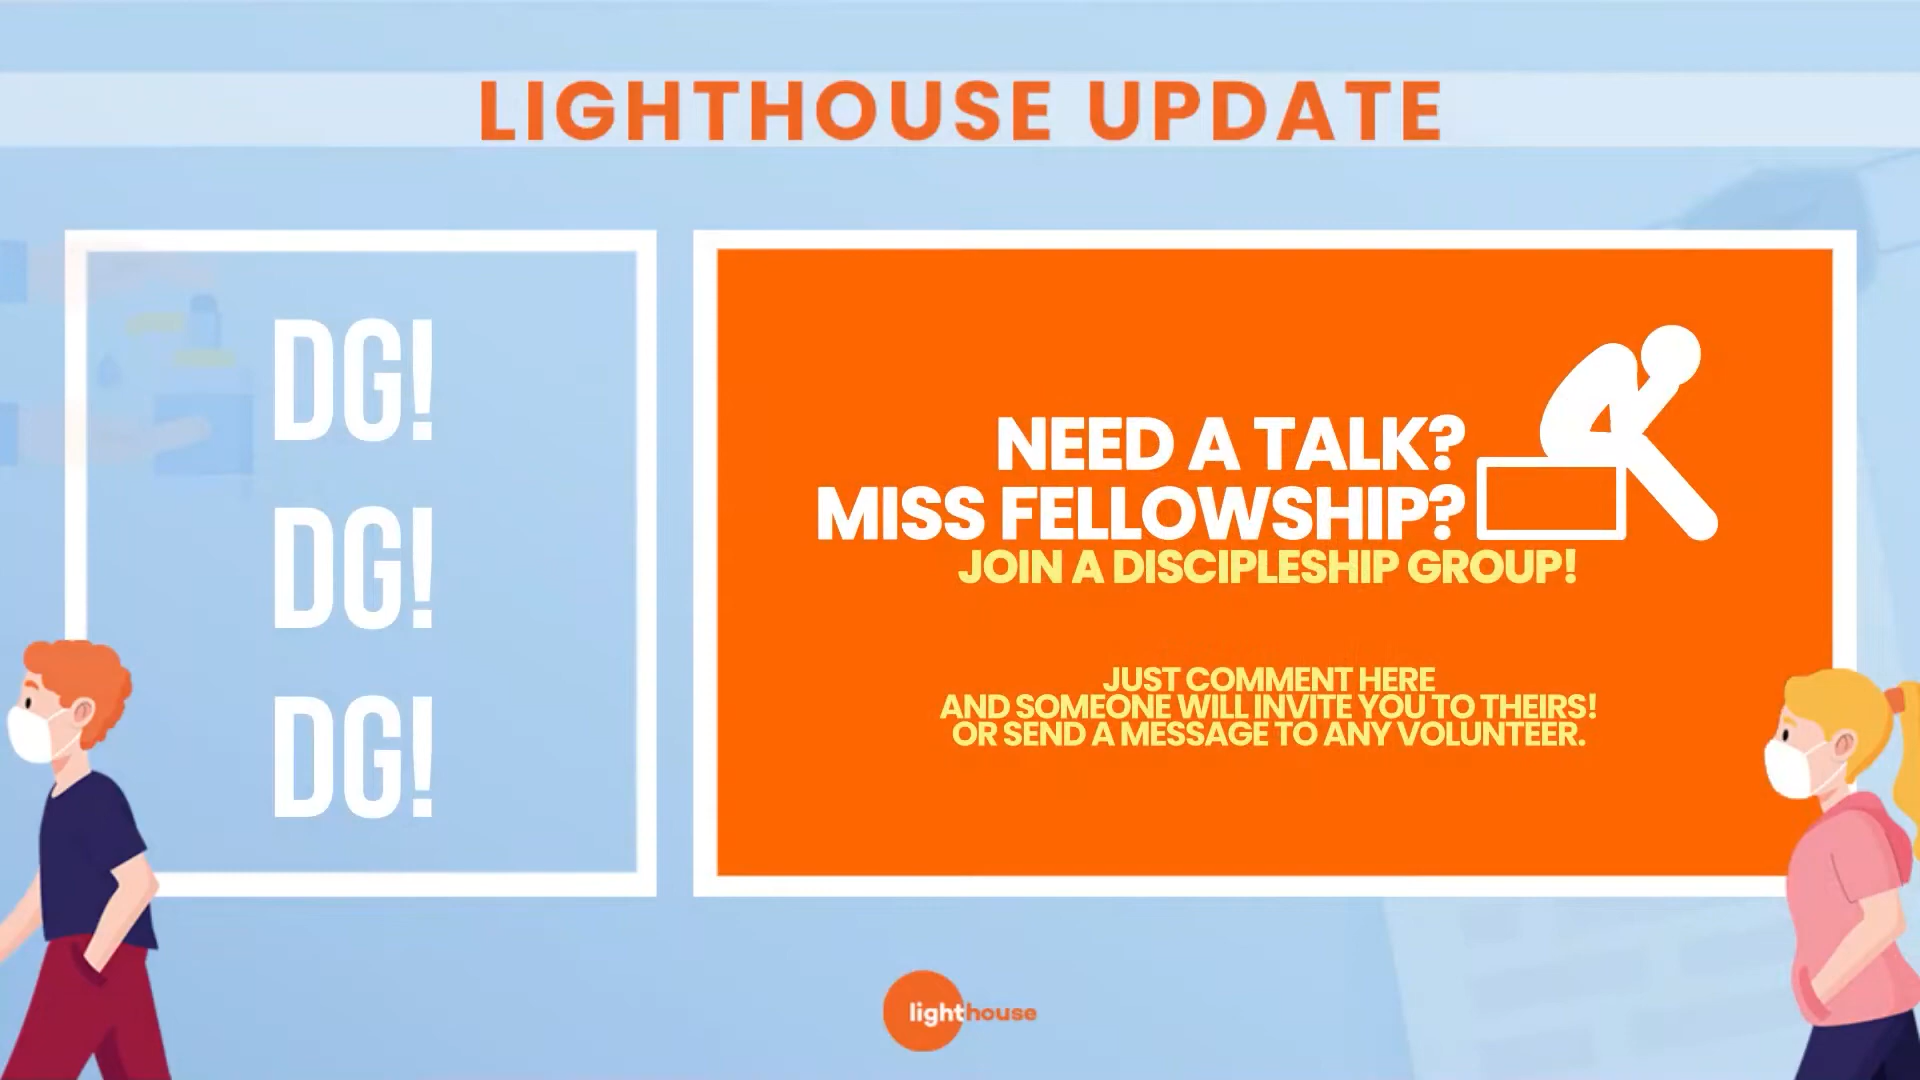 LIGHTHOUSE UPDATE
DG!
DG!
DG!
NEED A TALK?
MISS FELLOWSHIP?
JOIN A DISCIPLESHIP GROUP!
JUST COMMENT HERE
AND SOMEONE WILL INVITE YOU TO THEIRS!
OR SEND A MESSAGE TO ANY VOLUNTEER.
lighthouse